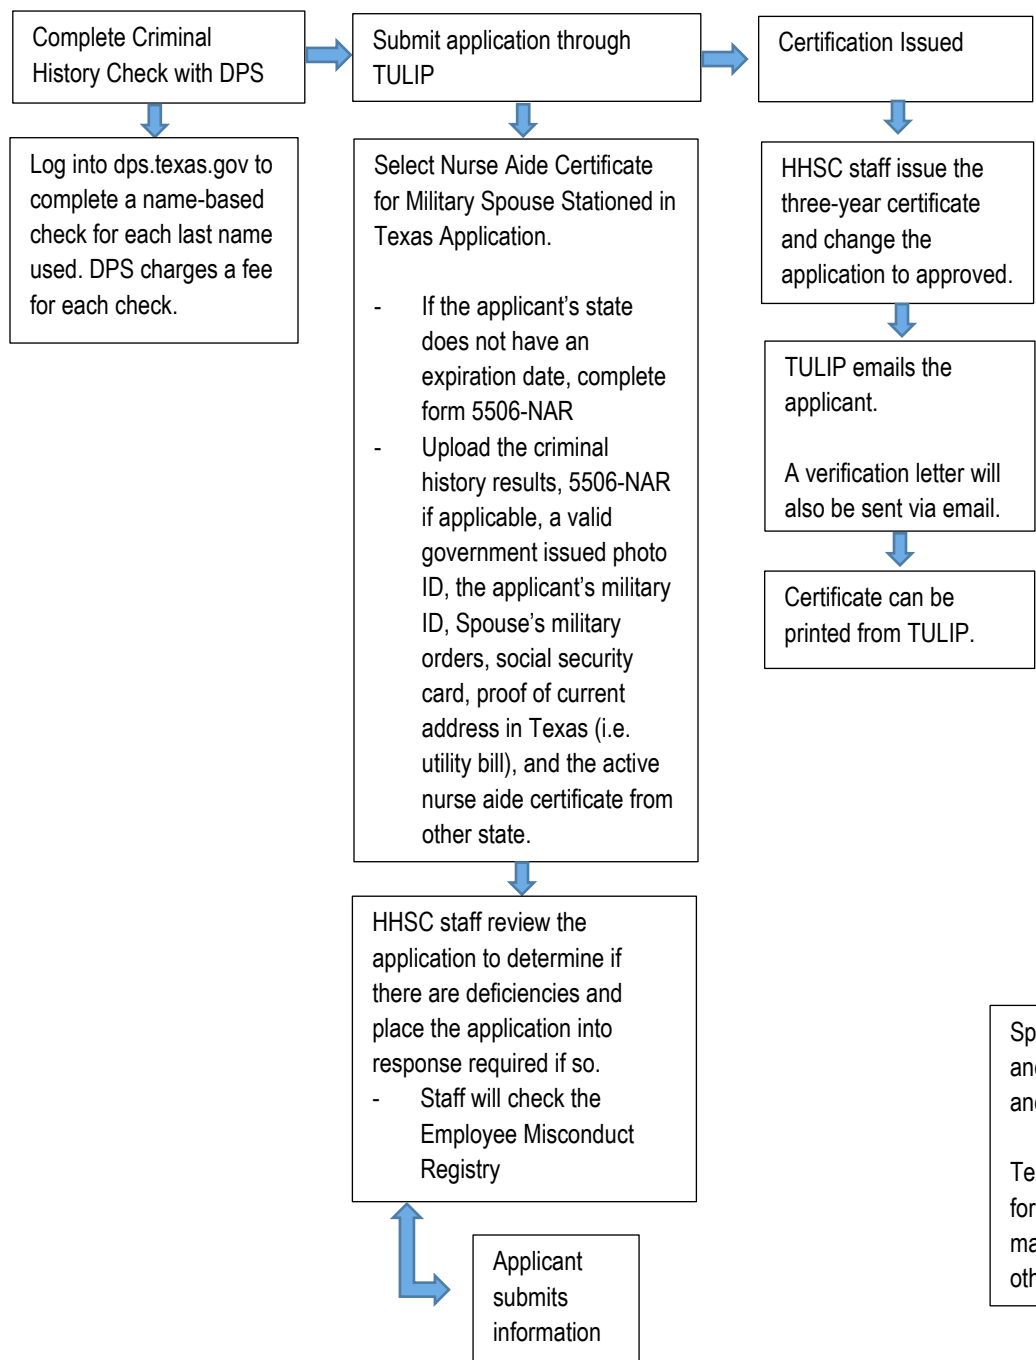 Complete Criminal
History Check with DPS
Log into dps.texas.gov to
complete a name-based
check for each last name
used. DPS charges a fee
for each check.
Submit application through
TULIP
Select Nurse Aide Certificate
for Military Spouse Stationed in
Texas Application.
- If the applicant’s state
does not have an
expiration date, complete
form 5506-NAR
- Upload the criminal
history results, 5506-NAR
if applicable, a valid
government issued photo
ID, the applicant’s military
ID, Spouse’s military
orders, social security
card, proof of current
address in Texas (i.e.
utility bill), and the active
nurse aide certificate from
other state.
HHSC staff review the
application to determine if
there are deficiencies and
place the application into
response required if so.
- Staff will check the
Employee Misconduct
Registry
Applicant
submits
information
Certification Issued
HHSC staff issue the
three-year certificate
and change the
application to approved.
TULIP emails the
applicant.
A verification letter will
also be sent via email.
Certificate can be
printed from TULIP.